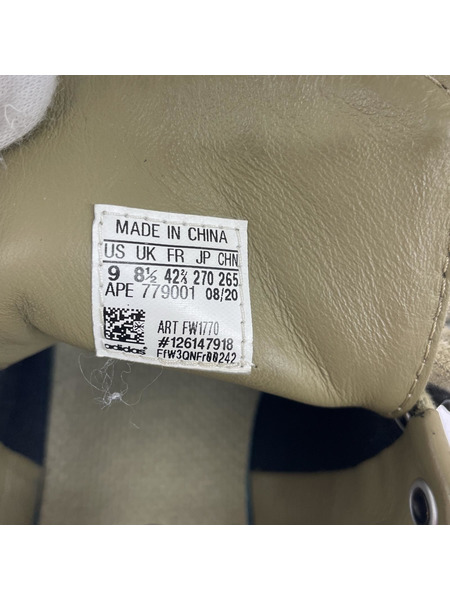 MADE IN CHINA
US UK FR JP CHN
9 8½ 42⅔ 270 265
APE 779001 08/20
ART FW1770
#126147918
adidas